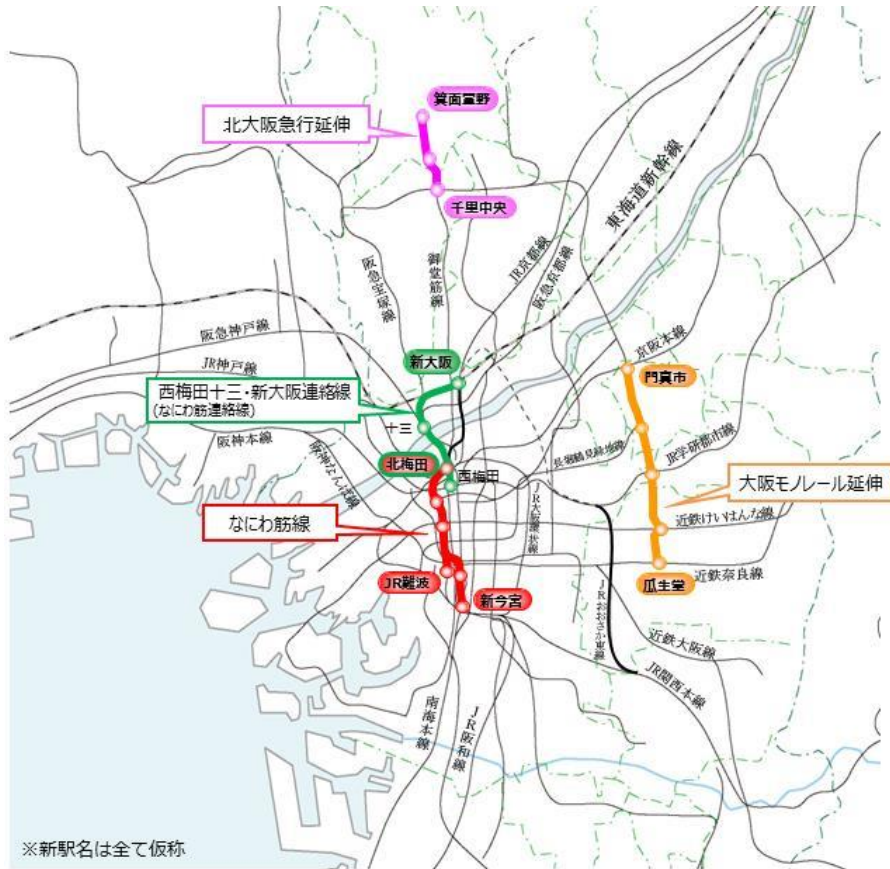 箕面萱野
北大阪急行延伸
千里中央
東海道新幹線
御堂筋線
JR京都線
阪急宝塚線
阪急京都線
阪急神戸線
京阪本線
JR神戸線
新大阪
門真市
西梅田十三・新大阪連絡線
(なにわ筋連絡線)
十三
阪神本線
JR学研都市線
長堀鶴見緑地線
北梅田
西梅田
阪神なんば線
大阪モノレール延伸
JR大阪環状線
なにわ筋線
近鉄けいはんな線
JR難波
近鉄奈良線
瓜生堂
新今宮
JRおおさか東線
近鉄大阪線
JR関西本線
南海本線
JR阪和線
※新駅名は全て仮称